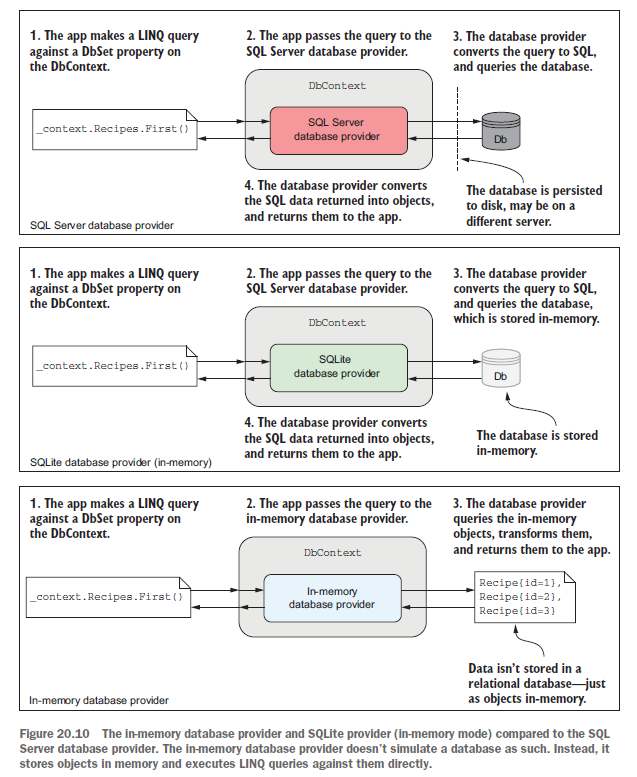 1. The app makes a LINQ query
against a DbSet property on
the DbContext.
2. The app passes the query to the
SQL Server database provider.
3. The database provider
converts the query to SQL,
and queries the database.
DbContext
_context.Recipes.First()
SQL Server
database provider
Db
4. The database provider converts
the SQL data returned into objects,
and returns them to the app.
The database is persisted
to disk, may be on a
different server.
SQL Server database provider
1. The app makes a LINQ query
against a DbSet property on
the DbContext.
2. The app passes the query to the
SQL Server database provider.
3. The database provider
converts the query to SQL,
and queries the database,
which is stored in-memory.
DbContext
_context.Recipes.First()
SQLite
database provider
Db
4. The database provider converts
the SQL data returned into objects,
and returns them to the app.
The database is stored
in-memory.
SQLite database provider (in-memory)
1. The app makes a LINQ query
against a DbSet property on
the DbContext.
2. The app passes the query to the
in-memory database provider.
3. The database provider
queries the in-memory
objects, transforms them,
and returns them to the app.
DbContext
_context.Recipes.First()
In-memory
database provider
Recipe{id=1},
Recipe{id=2},
Recipe{id=3}
Data isn't stored in a
relational database—just
as objects in-memory.
In-memory database provider
Figure 20.10 The in-memory database provider and SQLite provider (in-memory mode) compared to the SQL
Server database provider. The in-memory database provider doesn't simulate a database as such. Instead, it
stores objects in memory and executes LINQ queries against them directly.